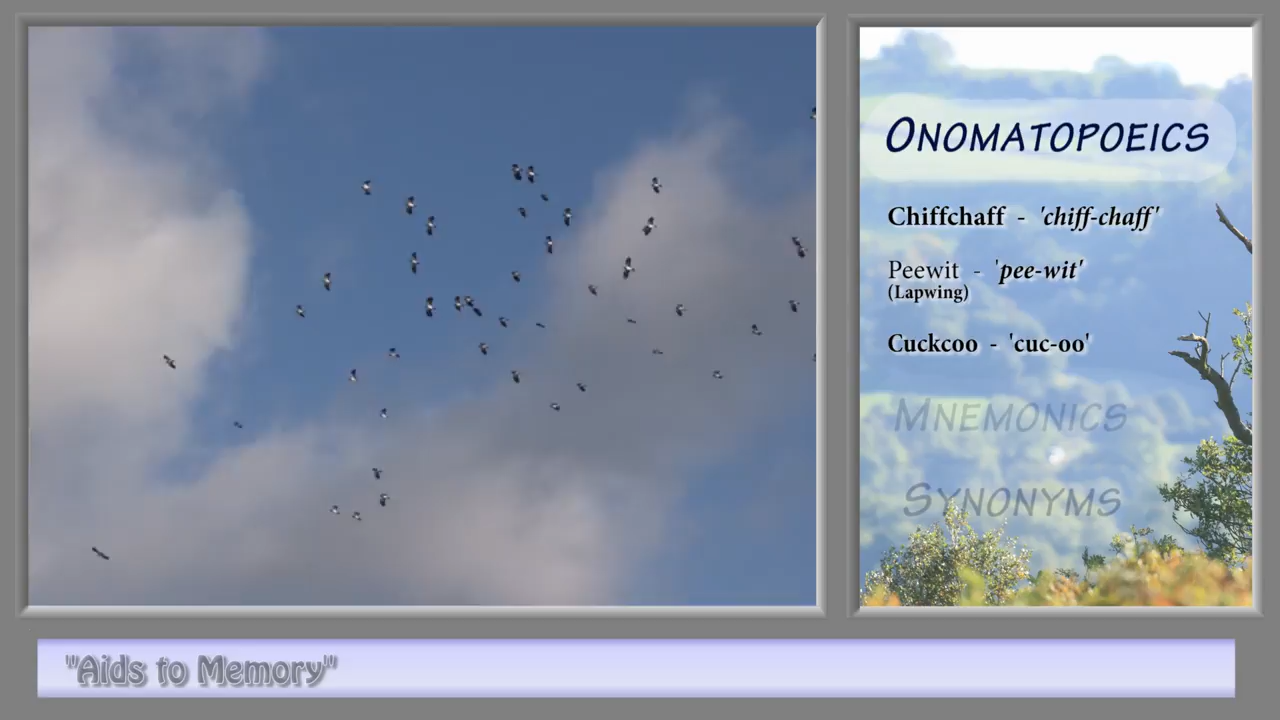 ONOMATOPOEICS
Chiffchaff - 'chiff-chaff'
Peewit - 'pee-wit'
(Lapwing)
Cuckcoo - 'cuc-oo'
MNEMONICS
SYNONYMS
"Aids to Memory"